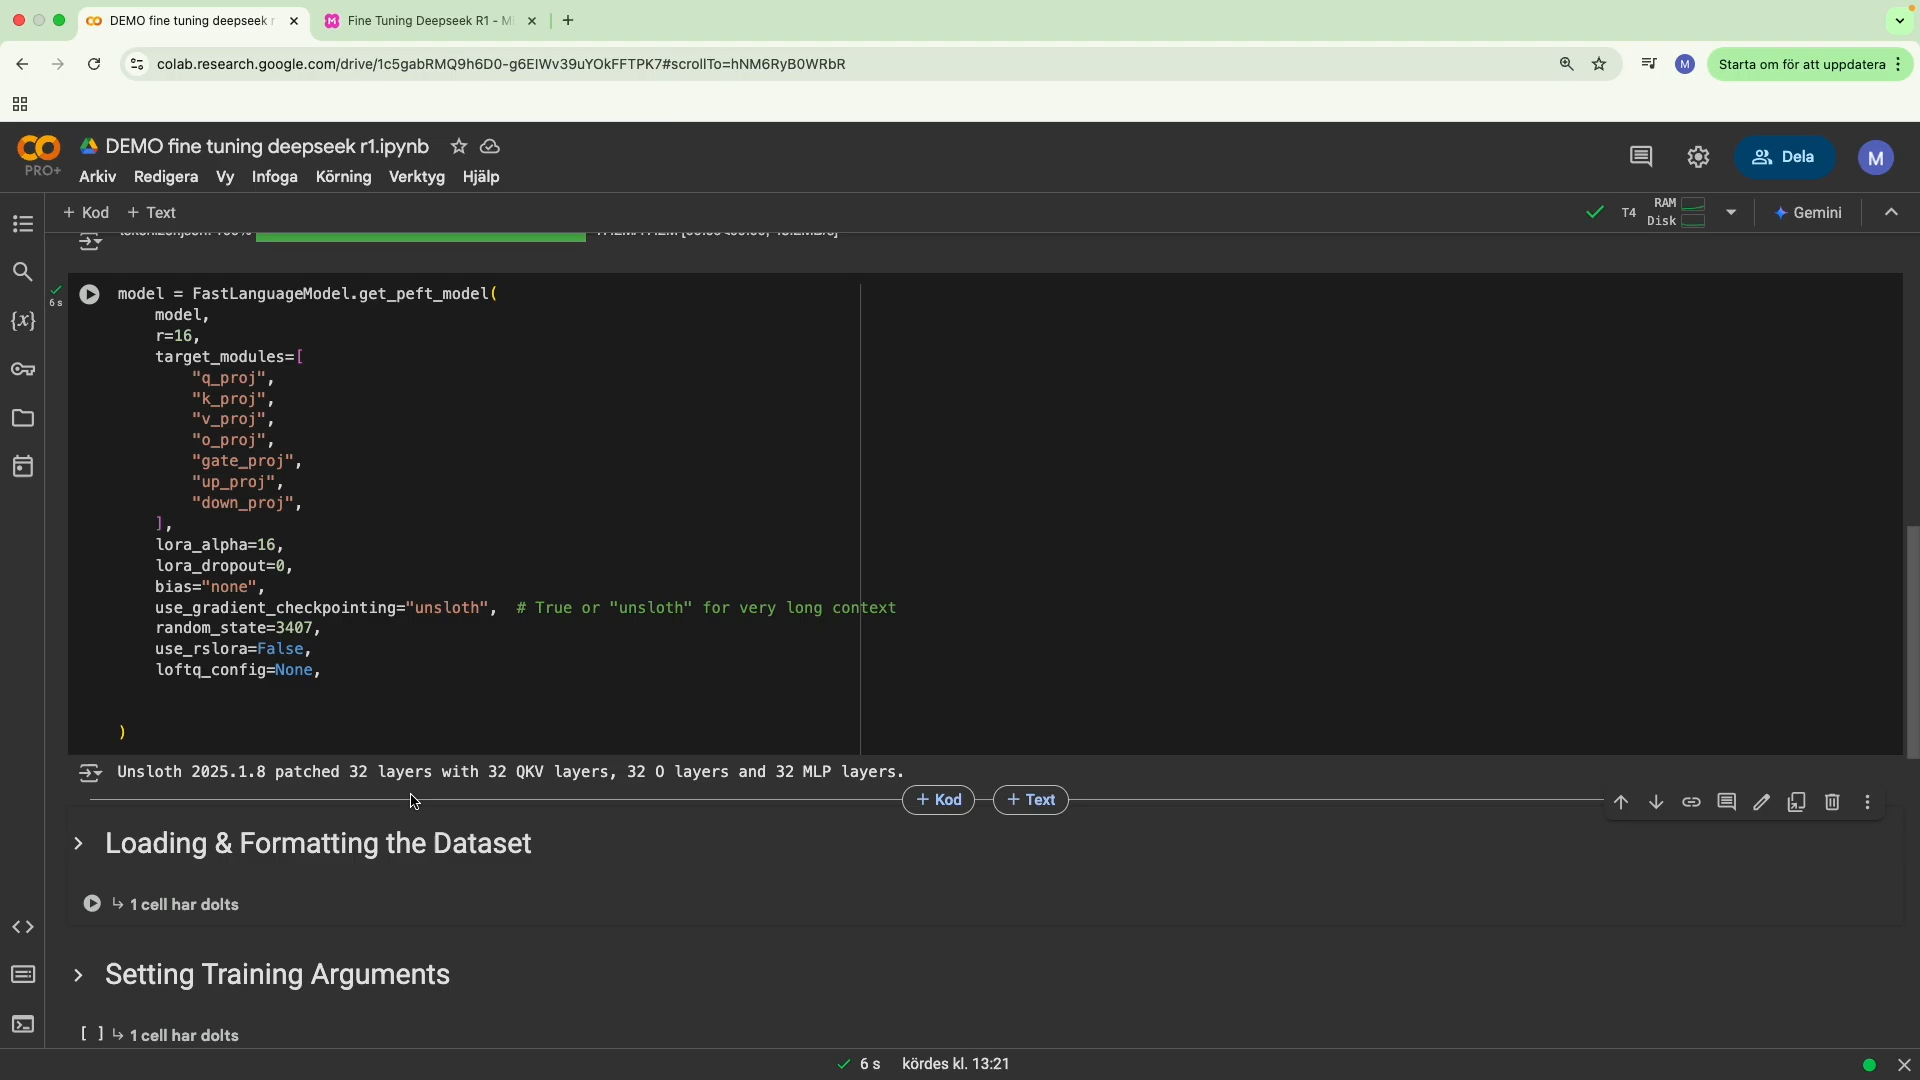 DEMO fine tuning deepseek r
Fine Tuning Deepseek R1 - M
colab.research.google.com/drive/1c5gabRMQ9h6D0-g6EIWv39uYOkFFTPK7#scrollTo=hNM6RyB0WRbR
M
Starta om för att uppdatera
PRO+
DEMO fine tuning deepseek r1.ipynb
Arkiv Redigera Vy Infoga Körning Verktyg Hjälp
Dela
M
+ Kod + Text
T4
RAM
Disk
Gemini
{x}
6 s
model = FastLanguageModel.get_peft_model(
model,
r=16,
target_modules=[
"q_proj",
"k_proj",
"v_proj",
"o_proj",
"gate_proj",
"up_proj",
"down_proj",
],
lora_alpha=16,
lora_dropout=0,
bias="none",
use_gradient_checkpointing="unsloth", # True or "unsloth" for very long context
random_state=3407,
use_rslora=False,
loftq_config=None,
)
Unsloth 2025.1.8 patched 32 layers with 32 QKV layers, 32 O layers and 32 MLP layers.
+ Kod + Text
Loading & Formatting the Dataset
↳ 1 cell har dolts
Setting Training Arguments
[ ] ↳ 1 cell har dolts
6 s kördes kl. 13:21